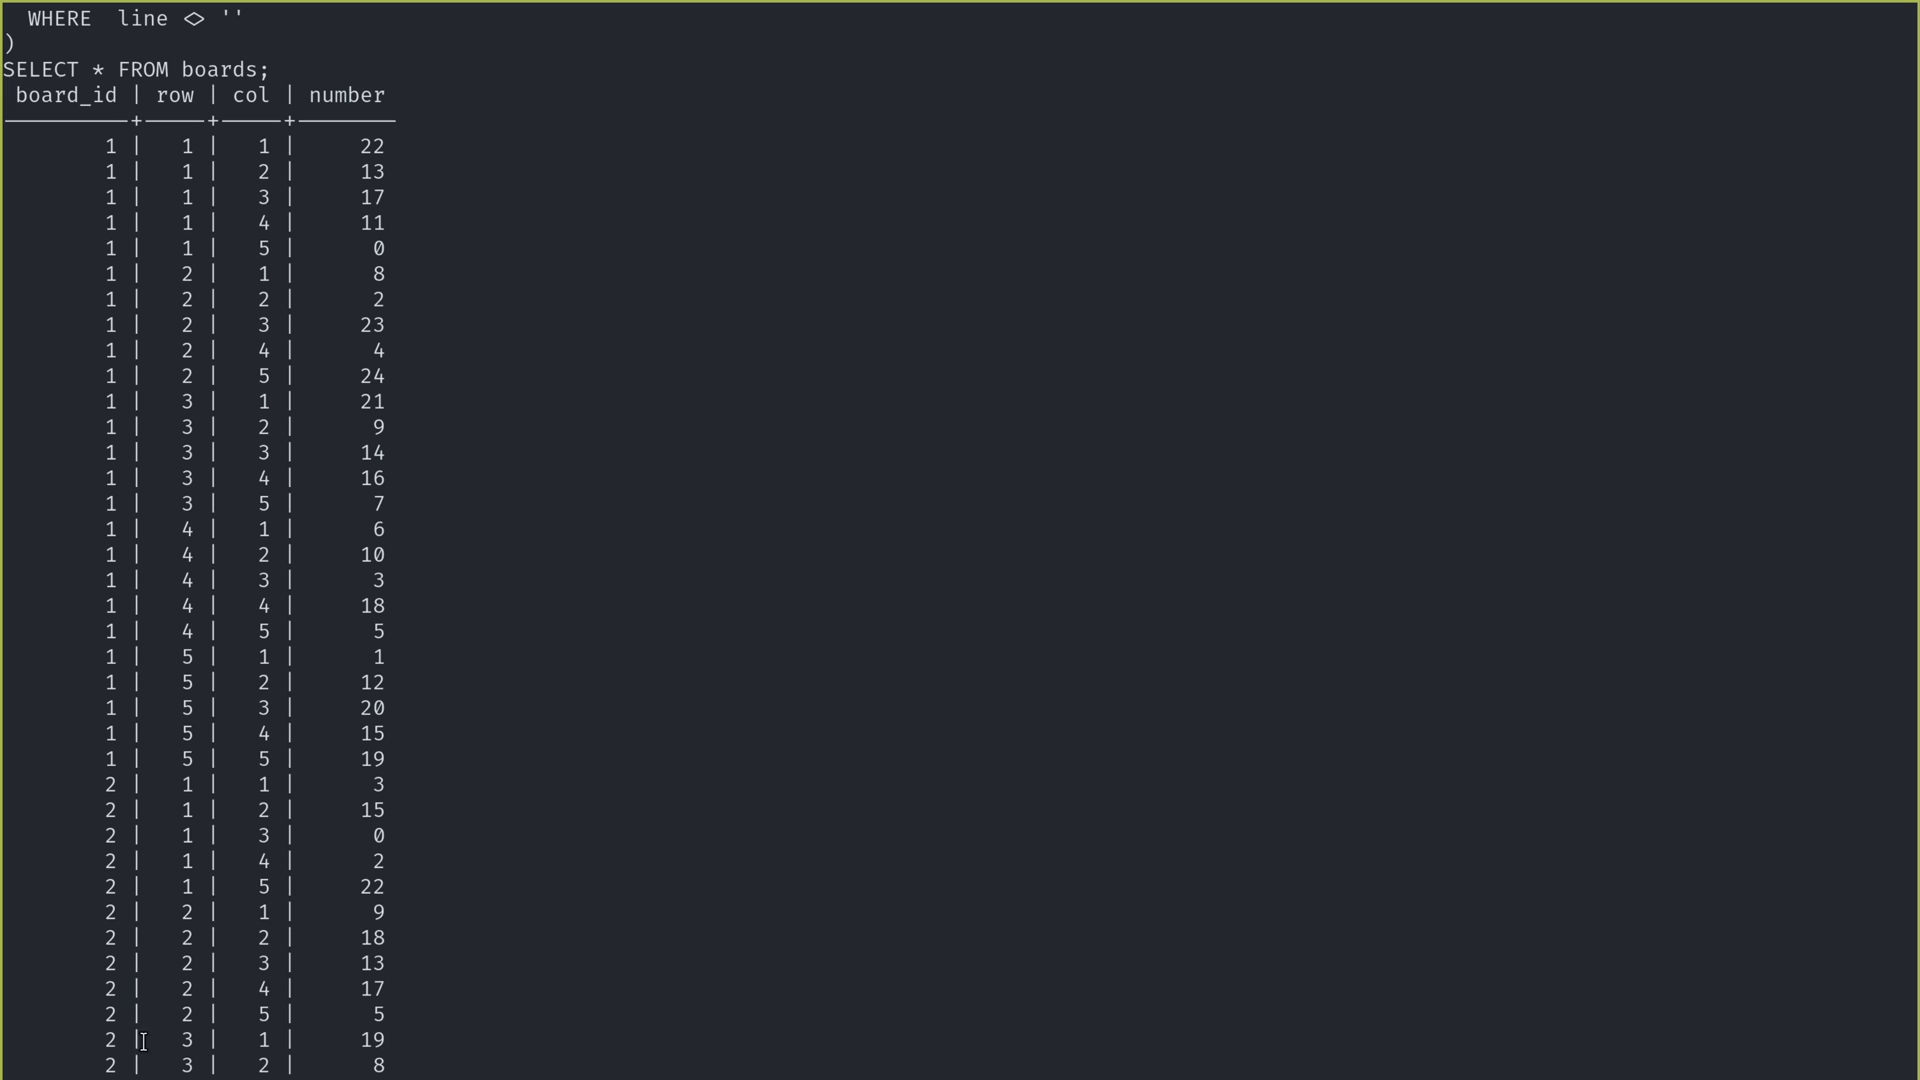 WHERE  line <> ''
)
SELECT * FROM boards;
 board_id | row | col | number
----------+-----+-----+--------
        1 |   1 |   1 |     22
        1 |   1 |   2 |     13
        1 |   1 |   3 |     17
        1 |   1 |   4 |     11
        1 |   1 |   5 |      0
        1 |   2 |   1 |      8
        1 |   2 |   2 |      2
        1 |   2 |   3 |     23
        1 |   2 |   4 |      4
        1 |   2 |   5 |     24
        1 |   3 |   1 |     21
        1 |   3 |   2 |      9
        1 |   3 |   3 |     14
        1 |   3 |   4 |     16
        1 |   3 |   5 |      7
        1 |   4 |   1 |      6
        1 |   4 |   2 |     10
        1 |   4 |   3 |      3
        1 |   4 |   4 |     18
        1 |   4 |   5 |      5
        1 |   5 |   1 |      1
        1 |   5 |   2 |     12
        1 |   5 |   3 |     20
        1 |   5 |   4 |     15
        1 |   5 |   5 |     19
        2 |   1 |   1 |      3
        2 |   1 |   2 |     15
        2 |   1 |   3 |      0
        2 |   1 |   4 |      2
        2 |   1 |   5 |     22
        2 |   2 |   1 |      9
        2 |   2 |   2 |     18
        2 |   2 |   3 |     13
        2 |   2 |   4 |     17
        2 |   2 |   5 |      5
        2 |   3 |   1 |     19
        2 |   3 |   2 |      8